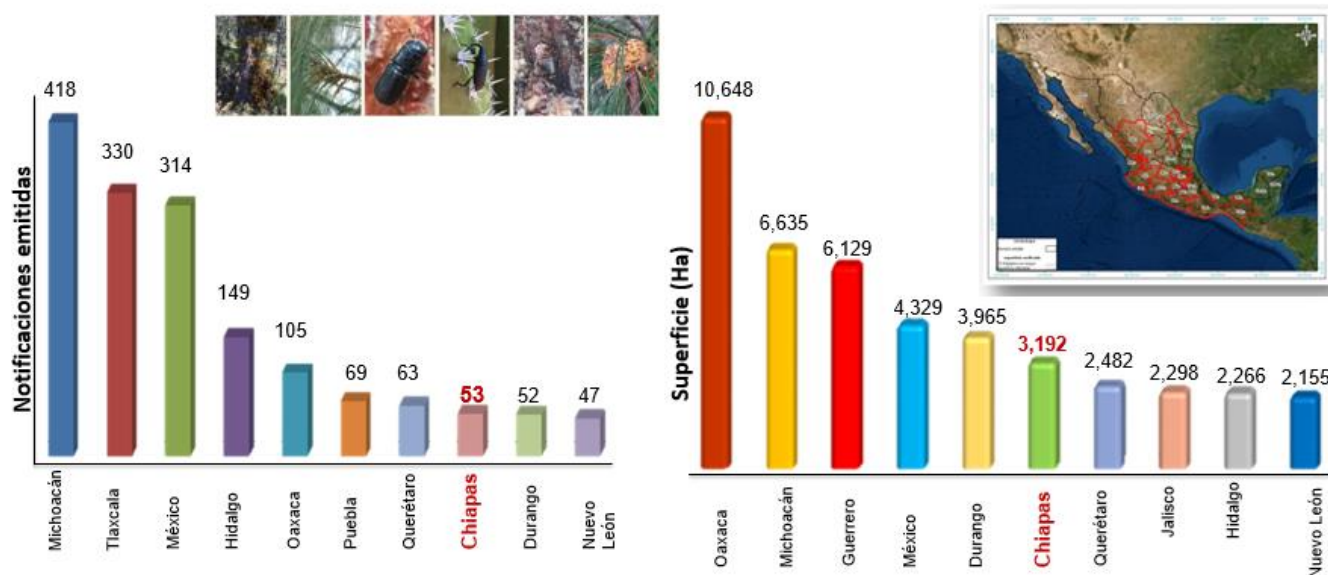 Notificaciones emitidas
418
330
314
149
105
69
63
53
52
47
Michoacán
Tlaxcala
México
Hidalgo
Oaxaca
Puebla
Querétaro
Chiapas
Durango
Nuevo
León
Superficie (Ha)
10,648
6,635
6,129
4,329
3,965
3,192
2,482
2,298
2,266
2,155
Oaxaca
Michoacán
Guerrero
México
Durango
Chiapas
Querétaro
Jalisco
Hidalgo
Nuevo León